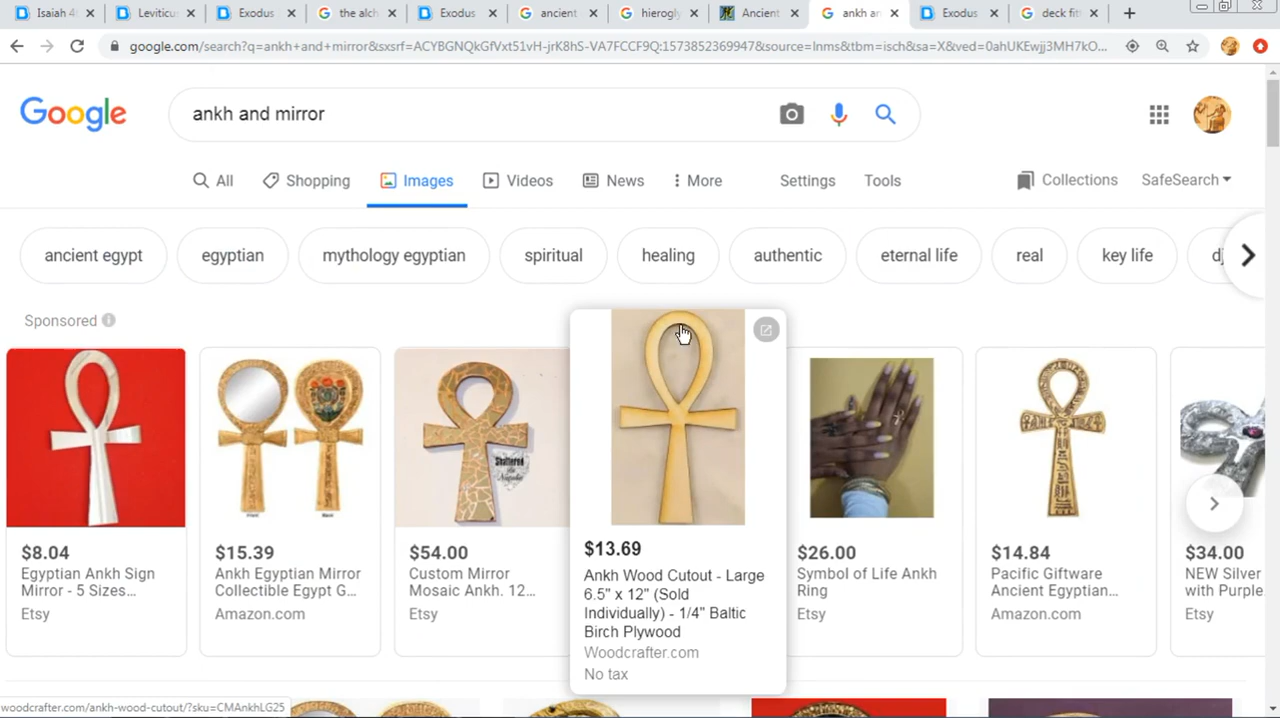 Isaiah 4
Leviticus
Exodus
the alch
Exodus
ancient
hierogly
Ancient
ankh an
Exodus
deck fit
google.com/search?q=ankh+and+mirror&sxsrf=ACYBGNQkGfVxt51vH-jrK8hS-VA7FCCF9Q:1573852369947&source=lnms&tbm=isch&sa=X&ved=0ahUKEwjj3MH7kO...
Google
ankh and mirror
All
Shopping
Images
Videos
News
More
Settings
Tools
Collections
SafeSearch
ancient egypt
egyptian
mythology egyptian
spiritual
healing
authentic
eternal life
real
key life
dj
Sponsored
$8.04
Egyptian Ankh Sign
Mirror - 5 Sizes...
Etsy
$15.39
Ankh Egyptian Mirror
Collectible Egypt G...
Amazon.com
$54.00
Custom Mirror
Mosaic Ankh. 12...
Etsy
$13.69
Ankh Wood Cutout - Large
6.5" x 12" (Sold
Individually) - 1/4" Baltic
Birch Plywood
Woodcrafter.com
No tax
$26.00
Symbol of Life Ankh
Ring
Etsy
$14.84
Pacific Giftware
Ancient Egyptian...
Etsy
$34.00
NEW Silver
with Purple
Etsy
woodcrafter.com/ankh-wood-cutout/?sku=CMAnkhLG25